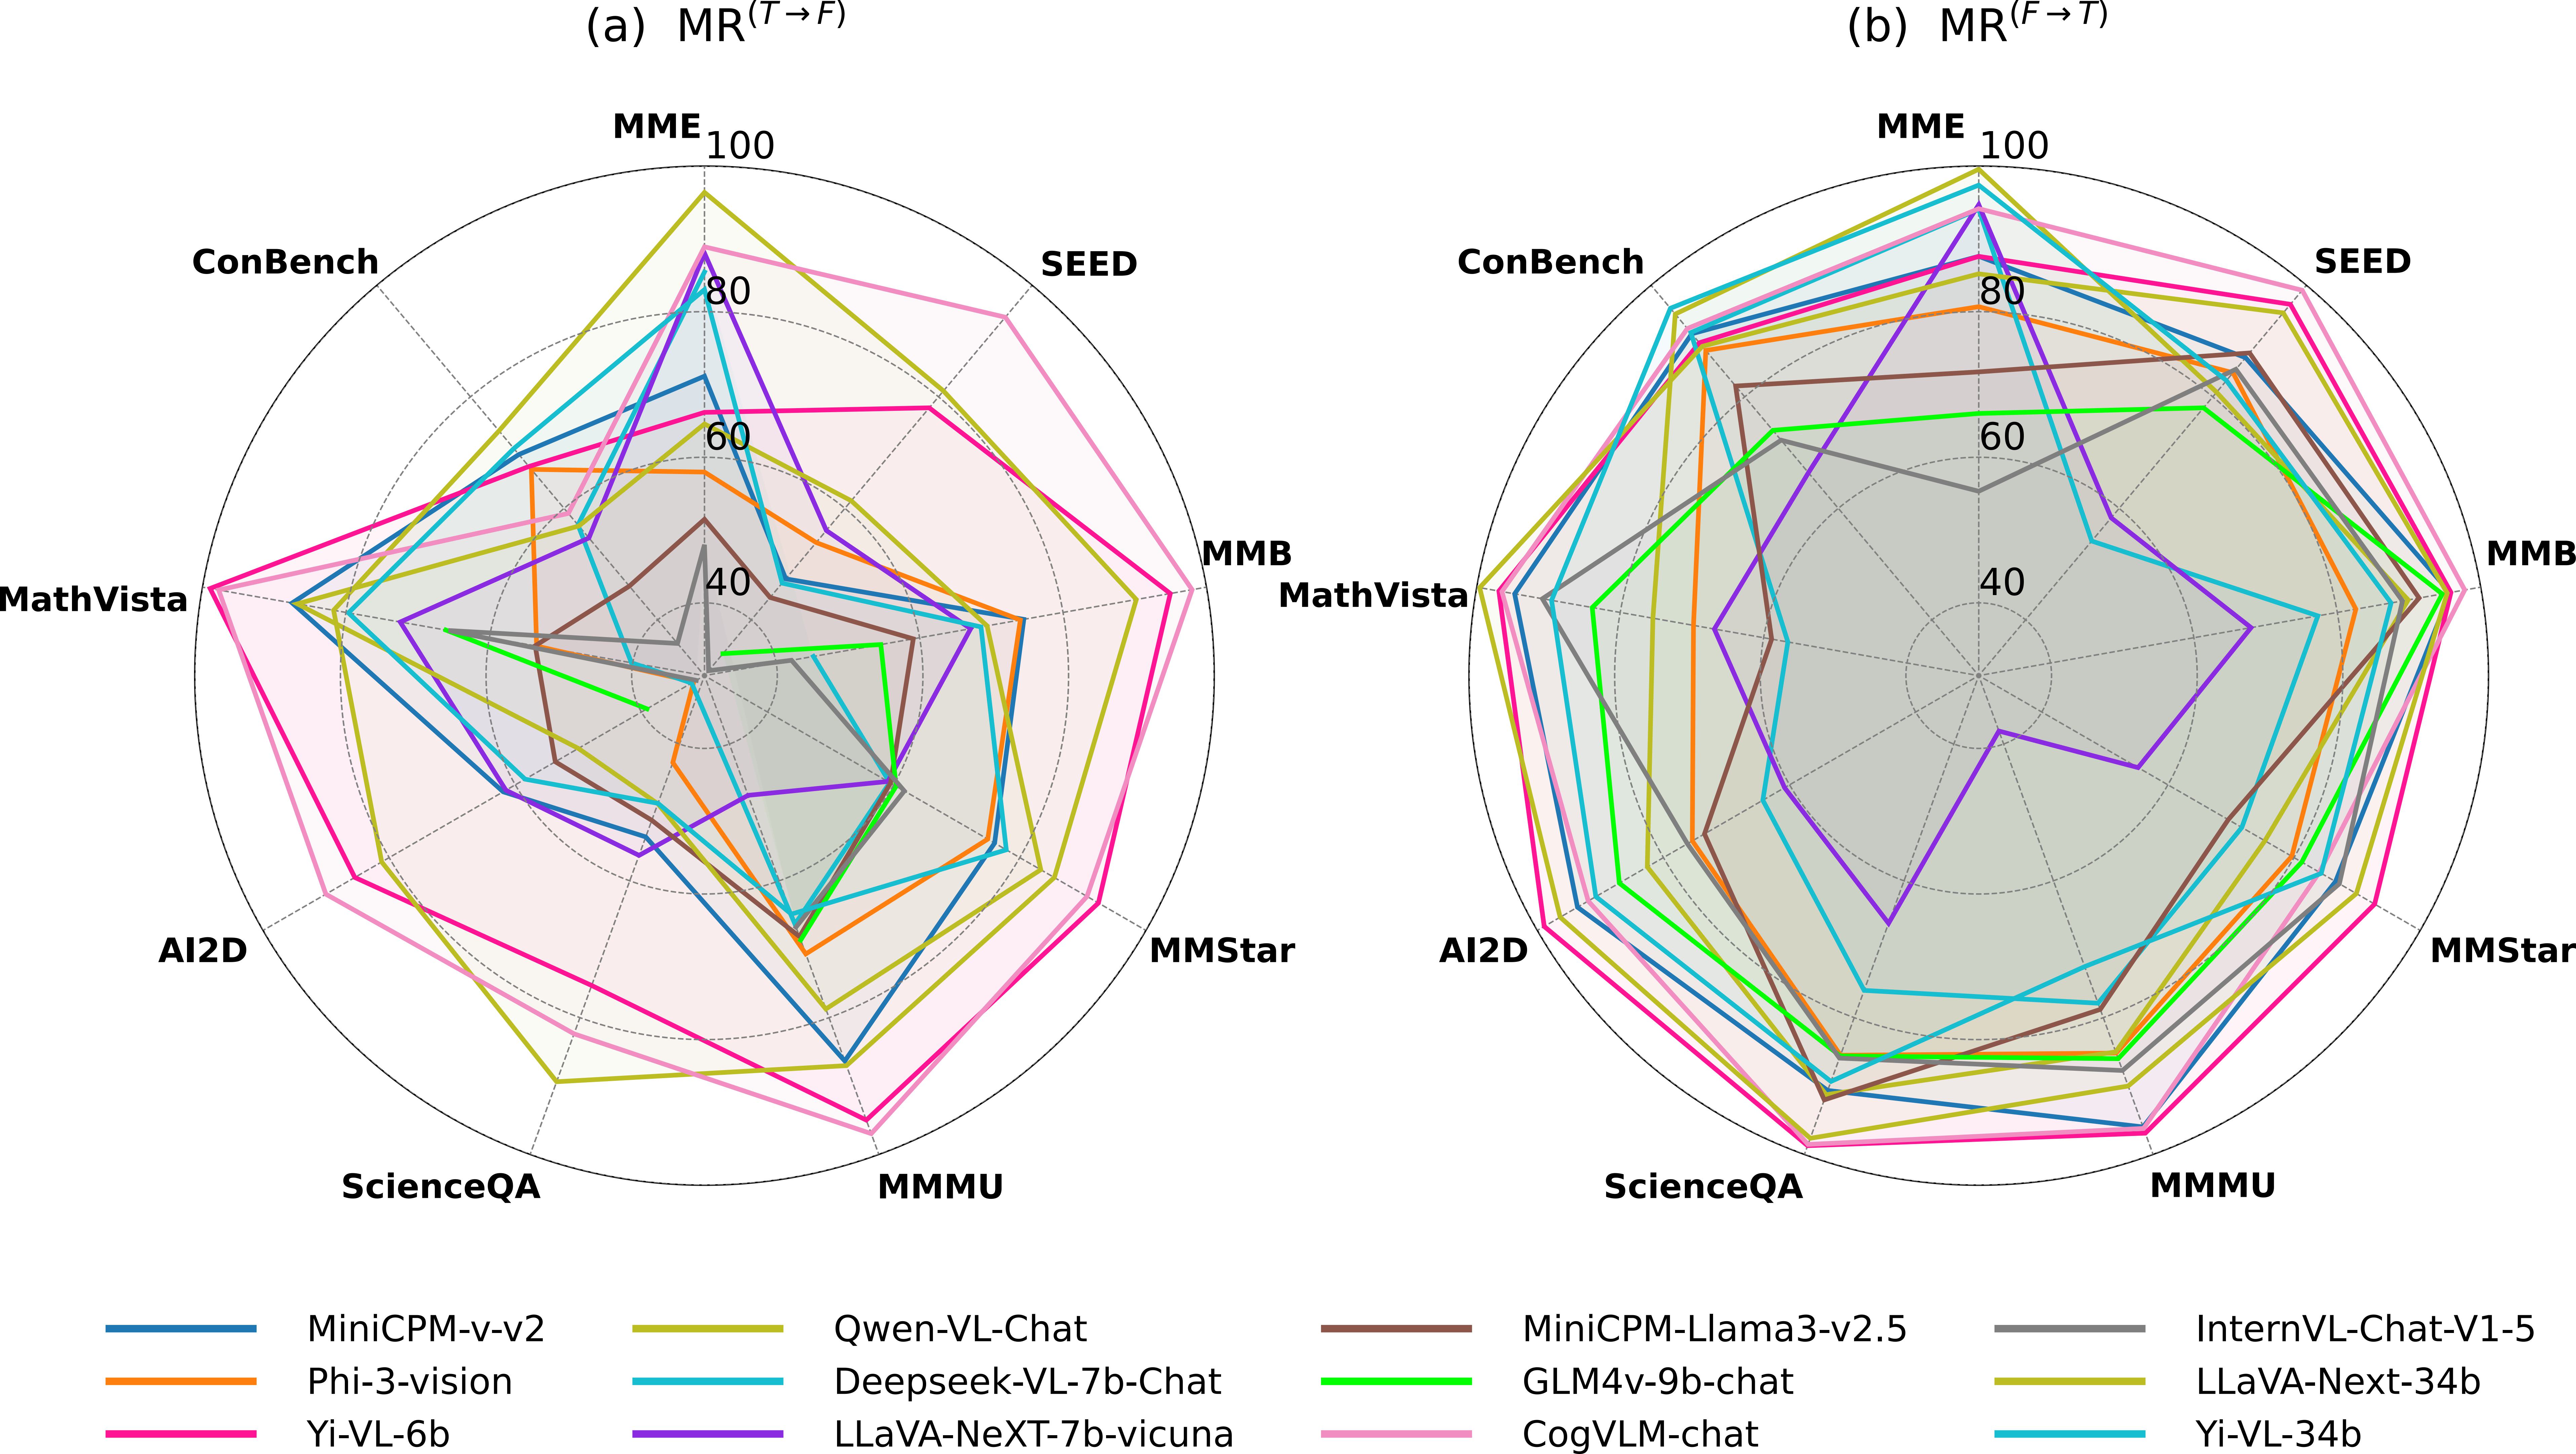 (a) MR(T→F)
MME
100
80
60
40
SEED
MMB
MMStar
MMMU
ScienceQA
AI2D
MathVista
ConBench
(b) MR(F→T)
MME
100
80
60
40
SEED
MMB
MMStar
MMMU
ScienceQA
AI2D
MathVista
ConBench
MiniCPM-v-v2
Phi-3-vision
Yi-VL-6b
Qwen-VL-Chat
Deepseek-VL-7b-Chat
LLaVA-NeXT-7b-vicuna
MiniCPM-Llama3-v2.5
GLM4v-9b-chat
CogVLM-chat
InternVL-Chat-V1-5
LLaVA-Next-34b
Yi-VL-34b